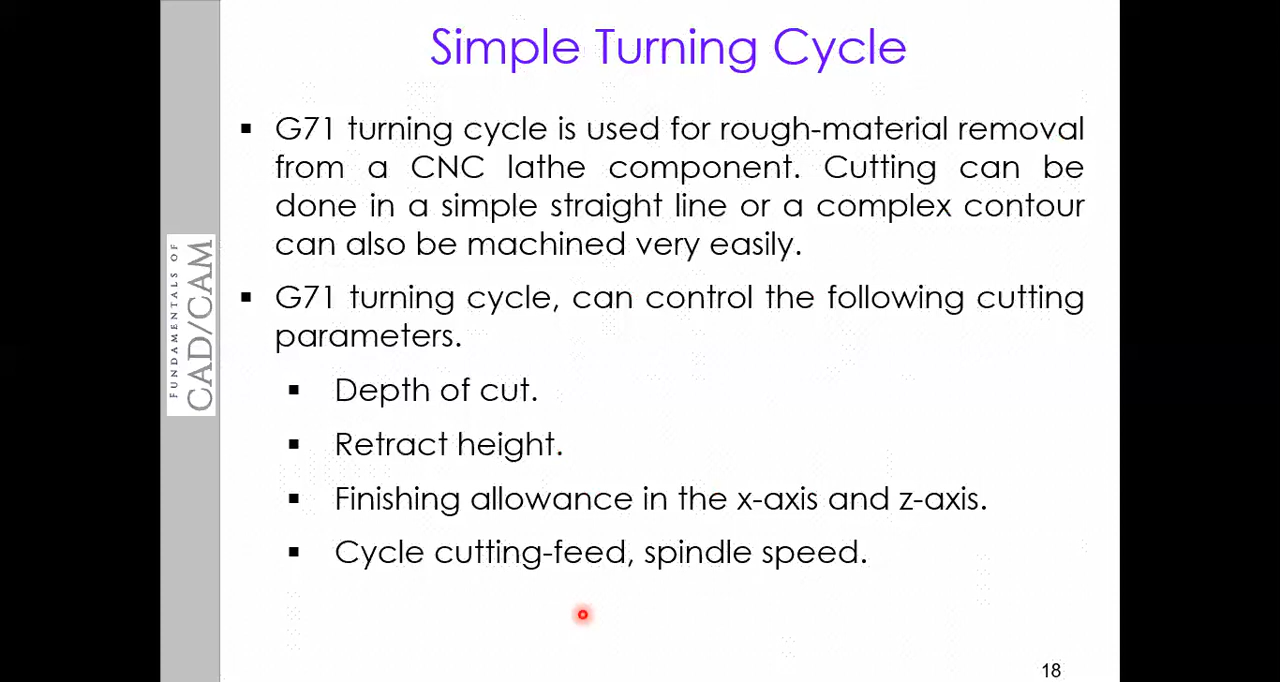 Simple Turning Cycle
▪ G71 turning cycle is used for rough-material removal
from a CNC lathe component. Cutting can be
done in a simple straight line or a complex contour
can also be machined very easily.
▪ G71 turning cycle, can control the following cutting
parameters.
▪ Depth of cut.
▪ Retract height.
▪ Finishing allowance in the x-axis and z-axis.
▪ Cycle cutting-feed, spindle speed.
FUNDAMENTALS OF
CAD/CAM
18